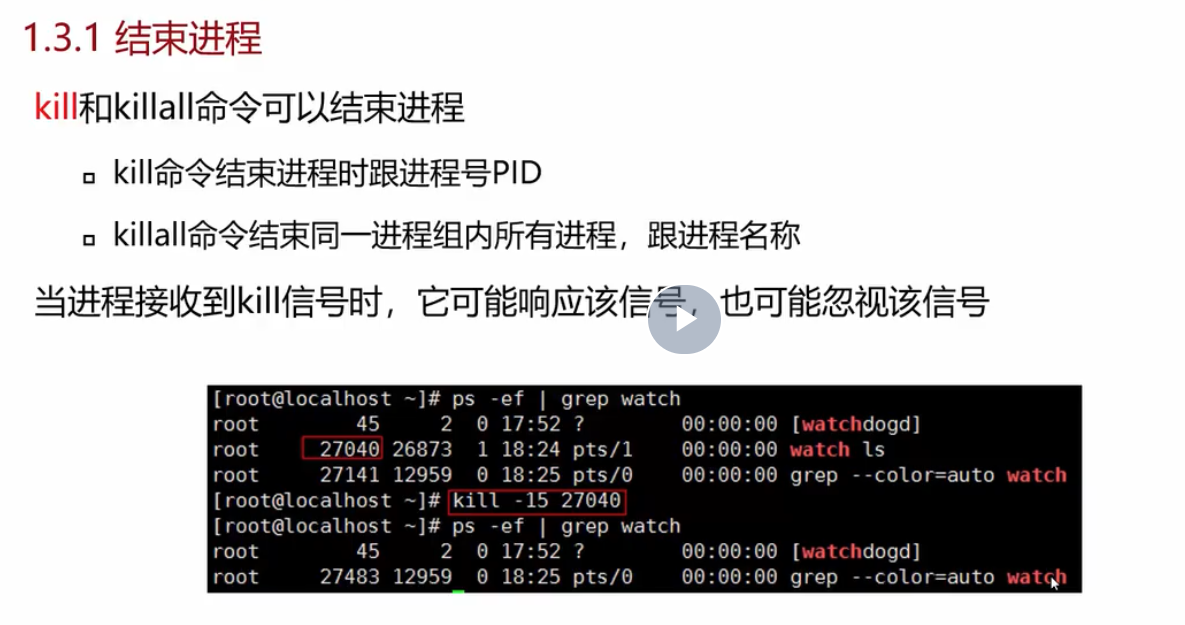 1.3.1 结束进程
kill和killall命令可以结束进程
kill命令结束进程时跟进程号PID
killall命令结束同一进程组内所有进程，跟进程名称
当进程接收到kill信号时，它可能响应该信号，也可能忽视该信号
[root@localhost ~]# ps -ef | grep watch
root 45 2 0 17:52 ? 00:00:00 [watchdogd]
root 27040 26873 1 18:24 pts/1 00:00:00 watch ls
root 27141 12959 0 18:25 pts/0 00:00:00 grep --color=auto watch
[root@localhost ~]# kill -15 27040
[root@localhost ~]# ps -ef | grep watch
root 45 2 0 17:52 ? 00:00:00 [watchdogd]
root 27483 12959 0 18:25 pts/0 00:00:00 grep --color=auto watch